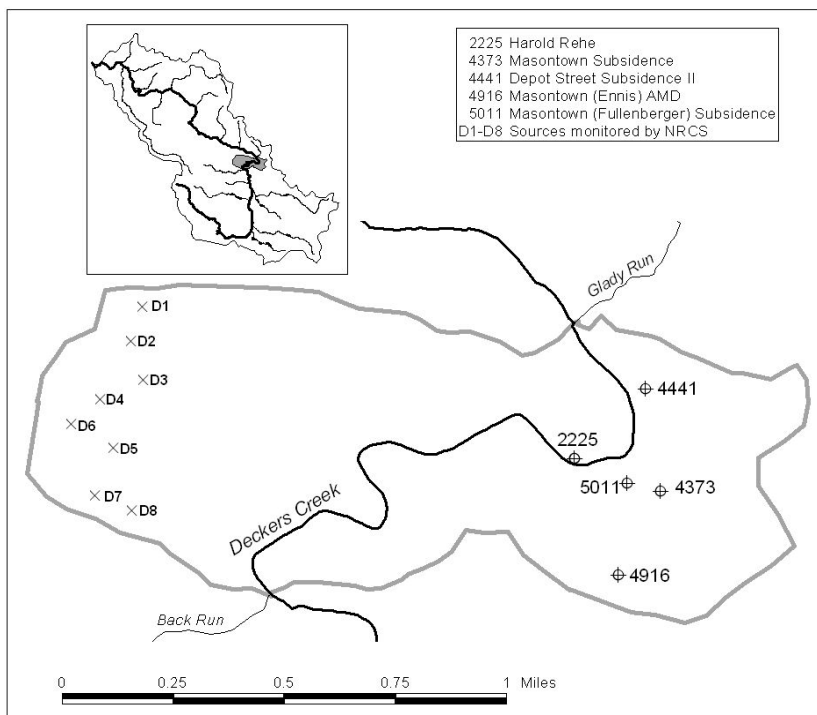 2225 Harold Rehe
4373 Masontown Subsidence
4441 Depot Street Subsidence II
4916 Masontown (Ennis) AMD
5011 Masontown (Fullenberger) Subsidence
D1-D8 Sources monitored by NRCS
Glady Run
D1
D2
D3
D4
D6
D5
D7
D8
4441
2225
5011
4373
4916
Deckers Creek
Back Run
0 0.25 0.5 0.75 1 Miles